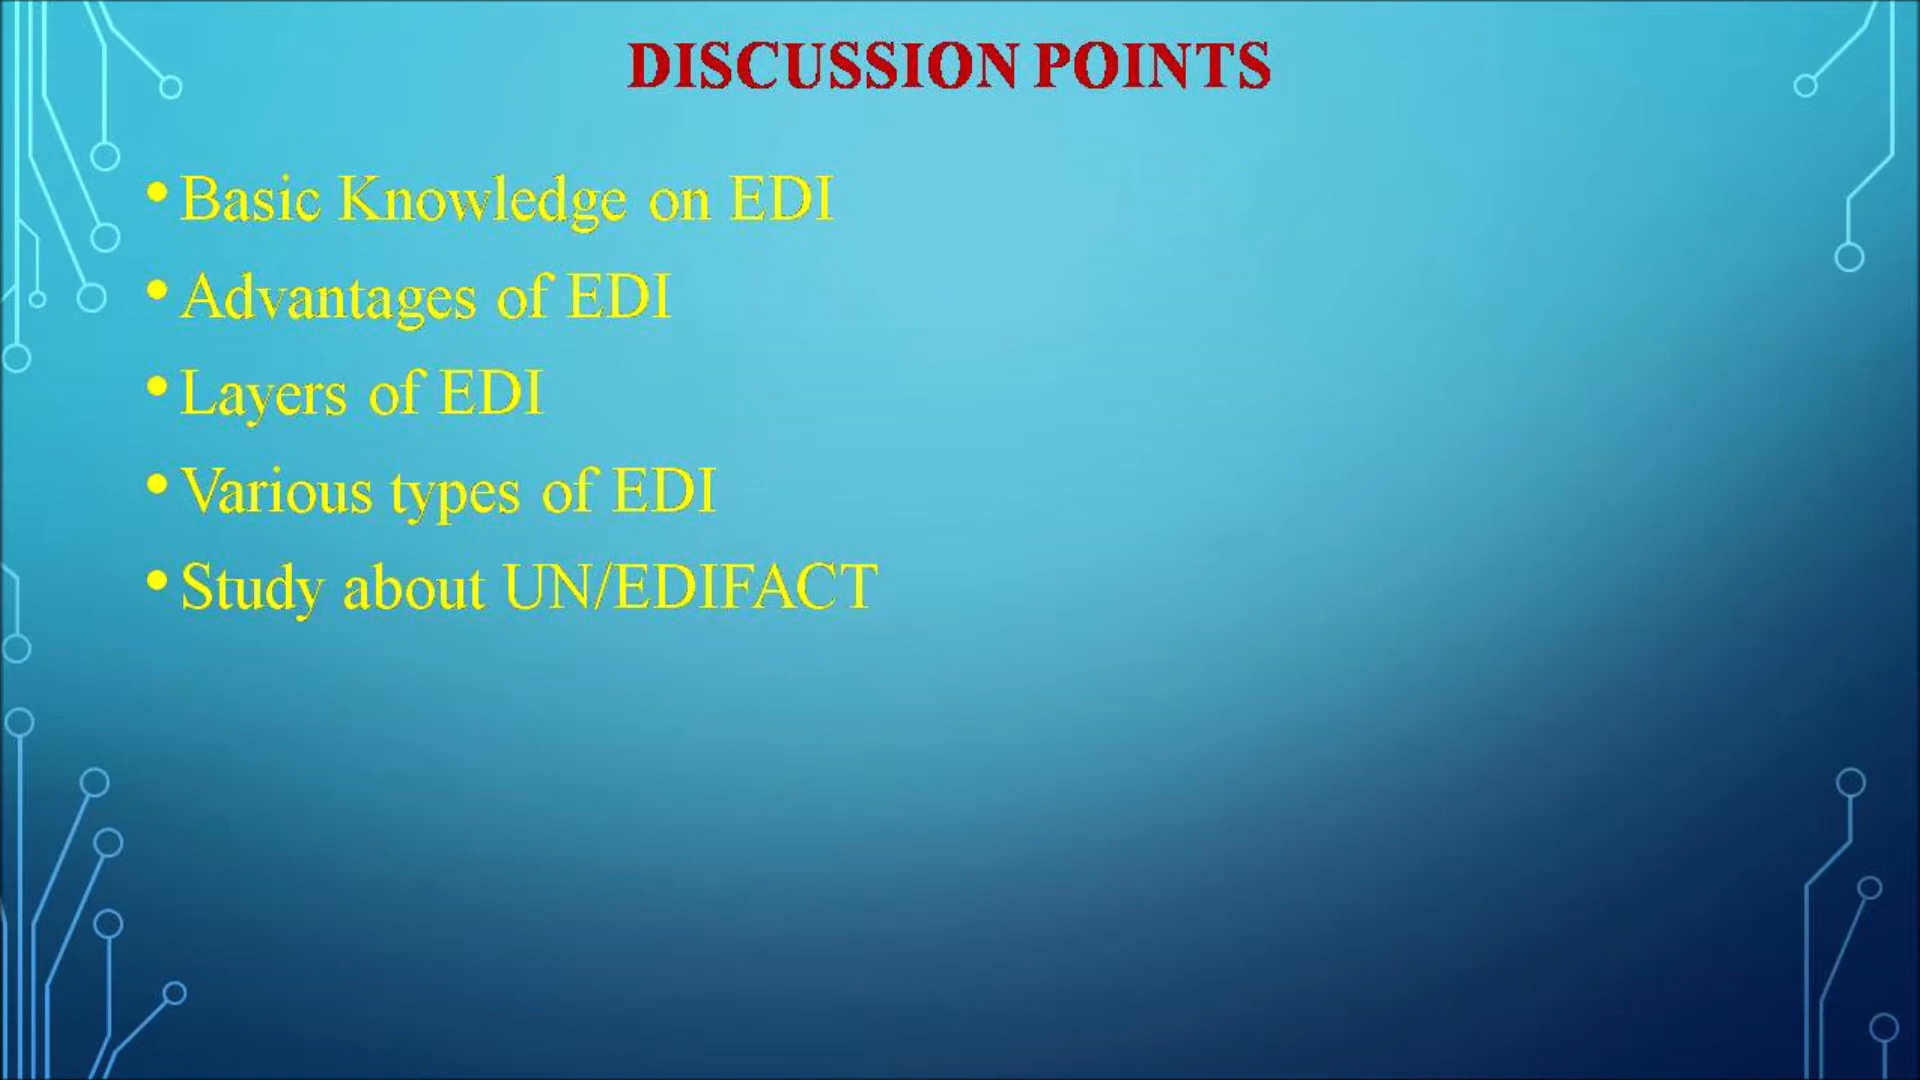 DISCUSSION POINTS
• Basic Knowledge on EDI
• Advantages of EDI
• Layers of EDI
• Various types of EDI
• Study about UN/EDIFACT